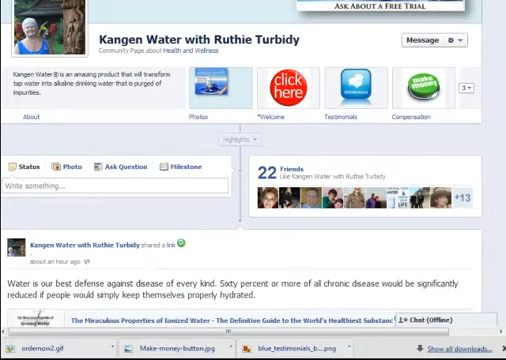 ASK ABOUT A FREE TRIAL
Kangen Water with Ruthie Turbidy
Community Page about Health and Wellness
Message
Kangen Water® is an amazing product that will transform
tap water into alkaline drinking water that is purged of
impurities.
click
here
TESTIMONIALS
make
money
3
About
Photos
*Welcome
Testimonials
Compensation
Highlights
Status
Photo
Ask Question
Milestone
Write something...
22 Friends
Like Kangen Water with Ruthie Turbidy
+13
Kangen Water with Ruthie Turbidy shared a link
about an hour ago
Water is our best defense against disease of every kind. Sixty percent or more of all chronic disease would be significantly
reduced if people would simply keep themselves properly hydrated.
The Miraculous Properties of Ionized Water - The Definitive Guide to the World's Healthiest Substanc
Chat (Offline)
ordernow2.gif
Make-money-button.jpg
blue_testimonials_b....png
Show all downloads...